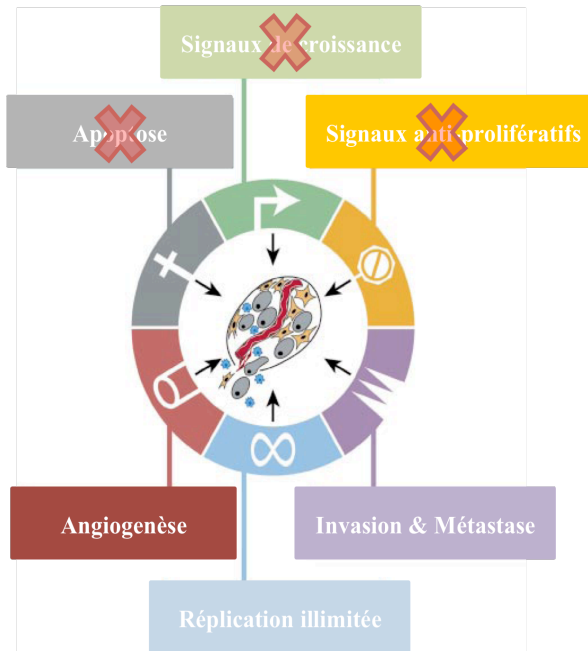 Signaux de croissance
Apoptose
Signaux anti-prolifératifs
Angiogenèse
Invasion & Métastase
Réplication illimitée